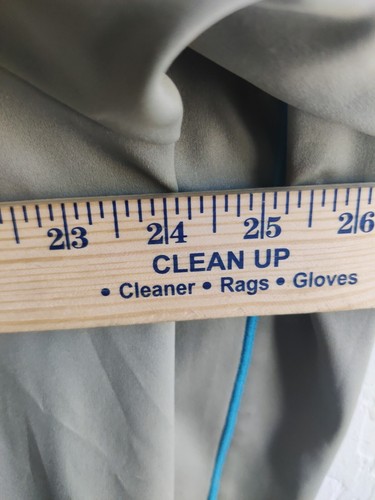 23 24 25 26
CLEAN UP
• Cleaner • Rags • Gloves